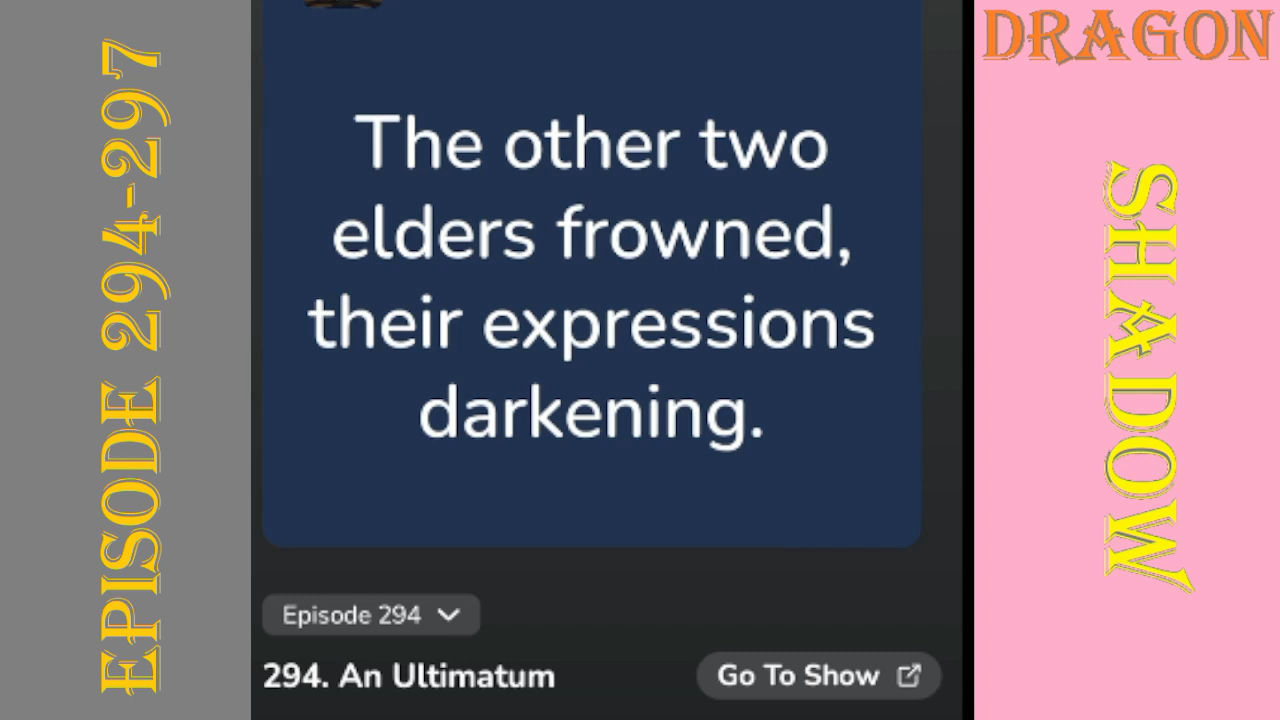 EPISODE 294-297
The other two
elders frowned,
their expressions
darkening.
Episode 294
294. An Ultimatum
Go To Show
DRAGON
SHADOW